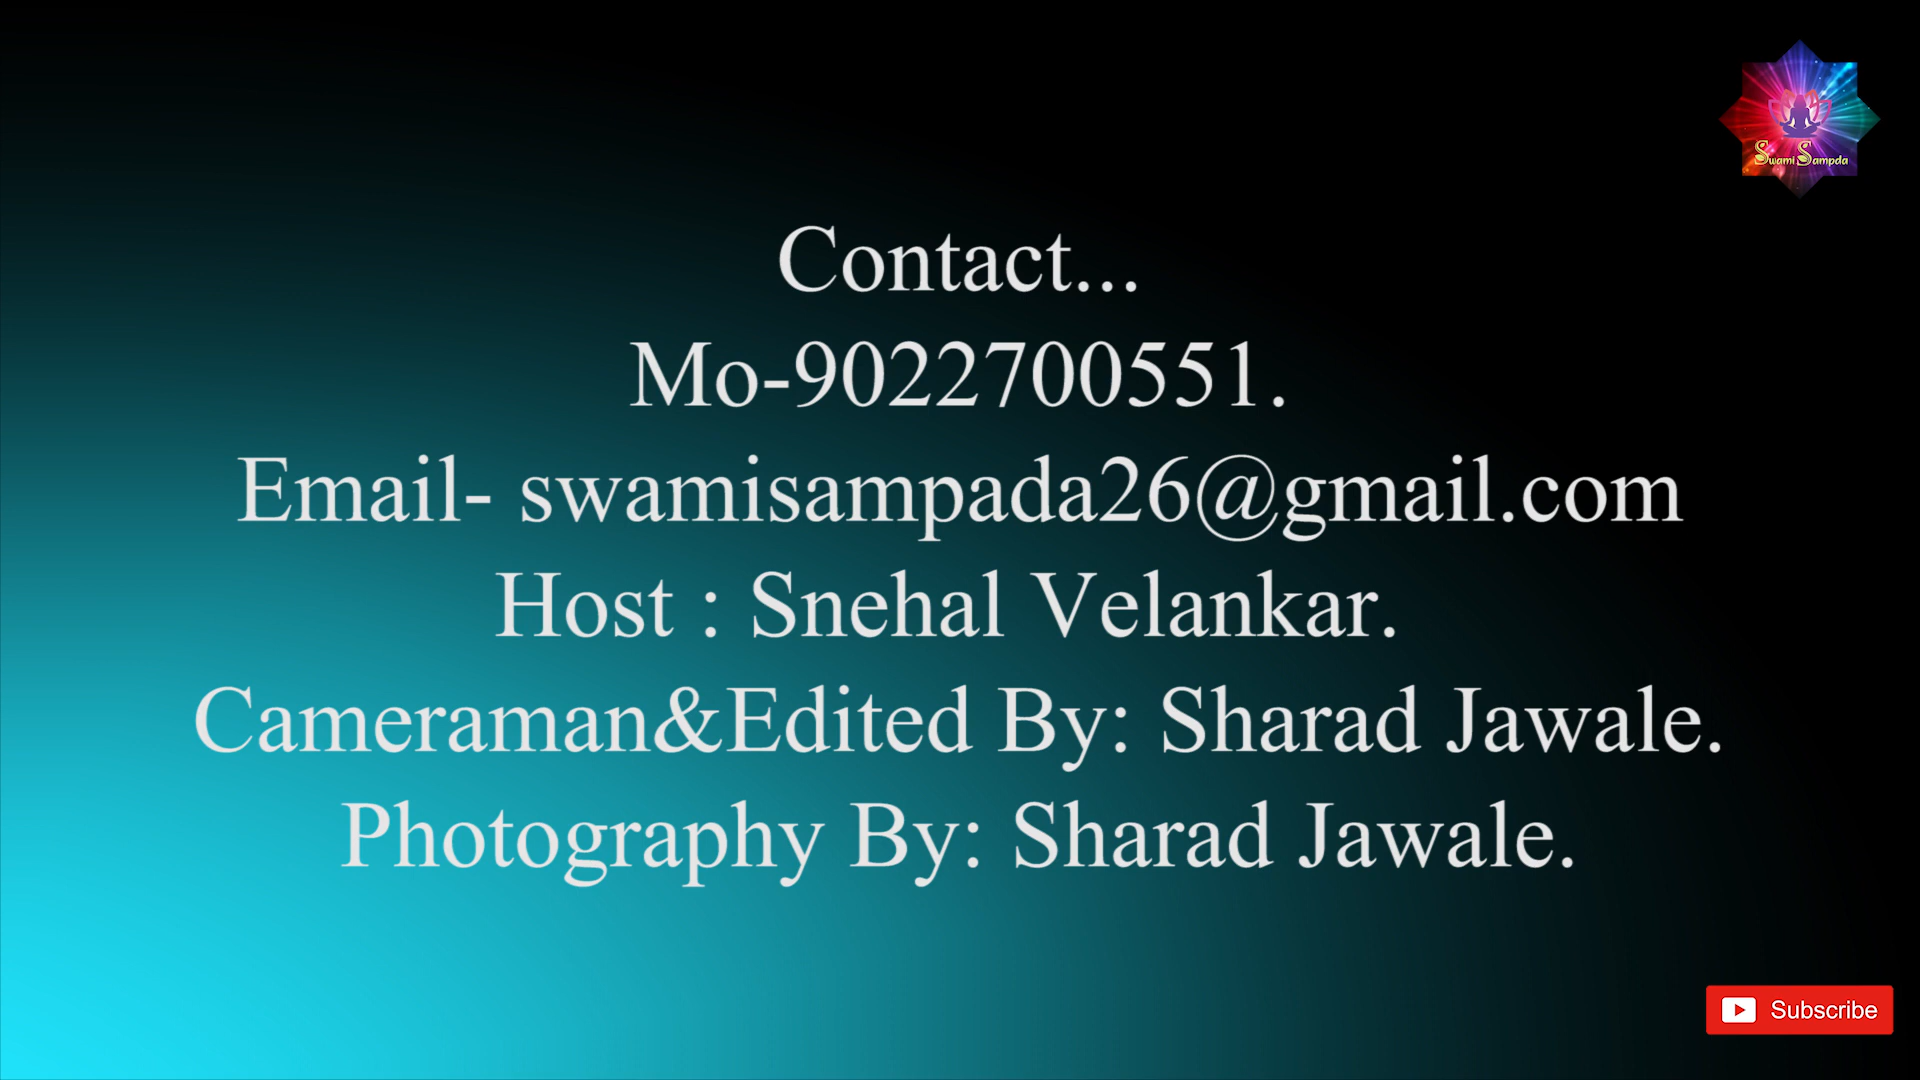 Swami Sampda
Contact...
Mo-9022700551.
Email- swamisampada26@gmail.com
Host : Snehal Velankar.
Cameraman&Edited By: Sharad Jawale.
Photography By: Sharad Jawale.
Subscribe